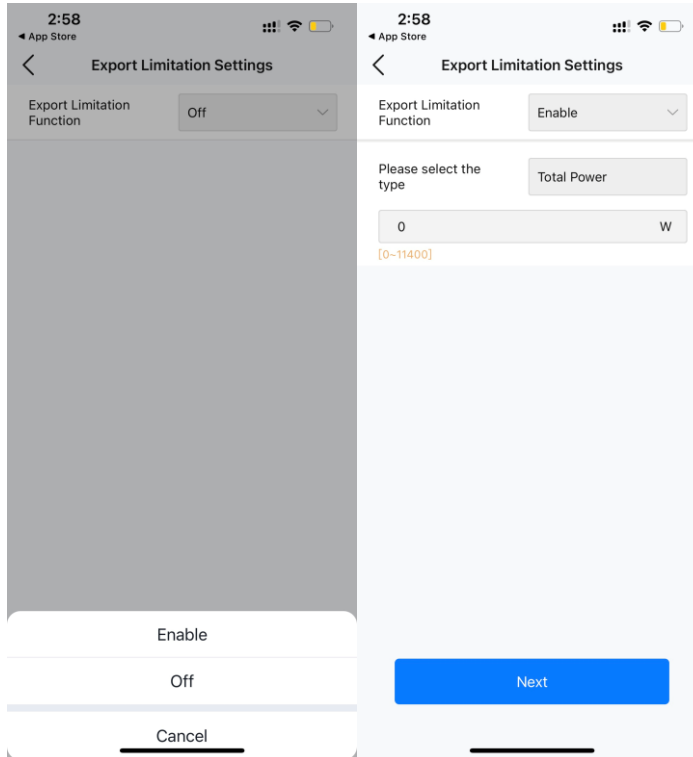 2:58
◀ App Store
Export Limitation Settings
Export Limitation
Function
Off
Enable
Off
Cancel
2:58
◀ App Store
Export Limitation Settings
Export Limitation
Function
Enable
Please select the
type
Total Power
0 W
[0~11400]
Next